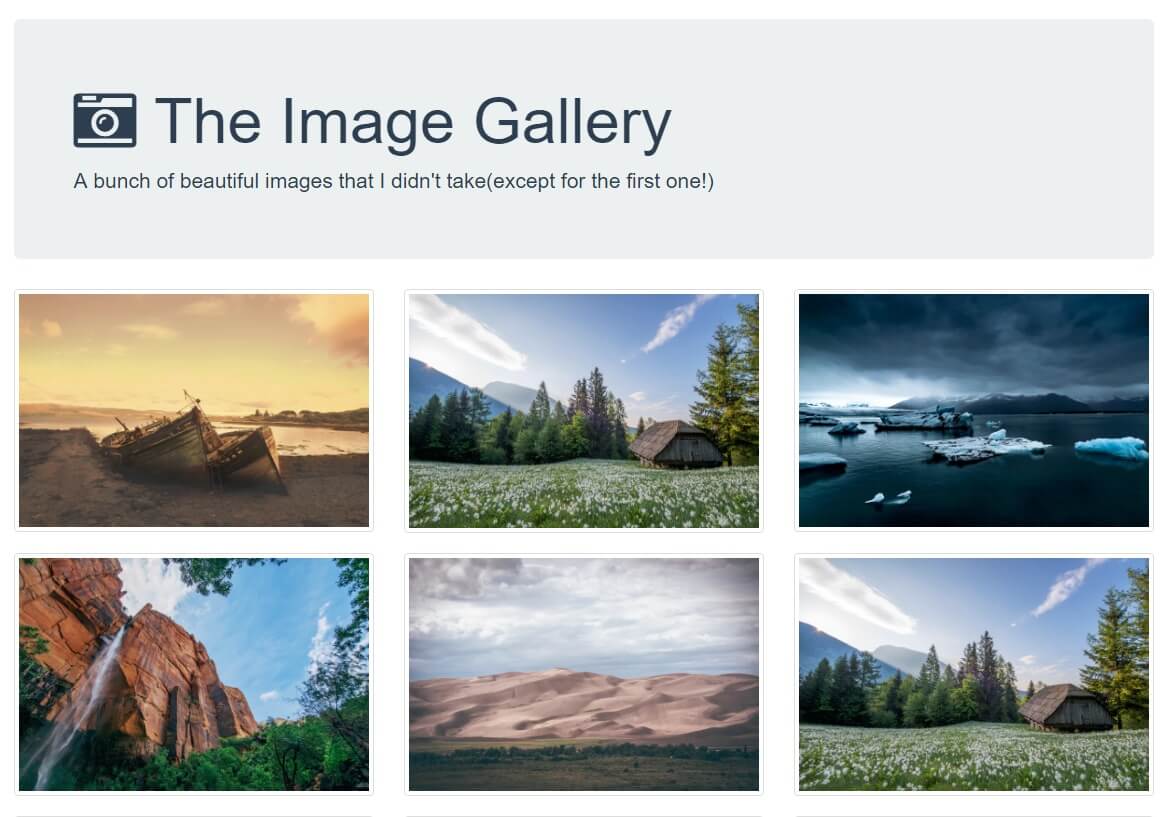 The Image Gallery
A bunch of beautiful images that I didn't take(except for the first one!)